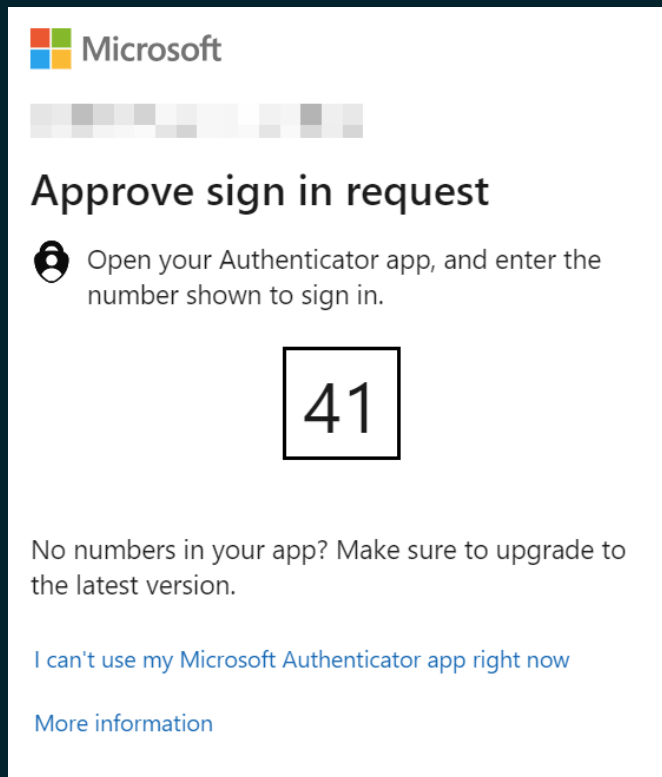 Microsoft
Approve sign in request
Open your Authenticator app, and enter the
number shown to sign in.
41
No numbers in your app? Make sure to upgrade to
the latest version.
I can't use my Microsoft Authenticator app right now
More information